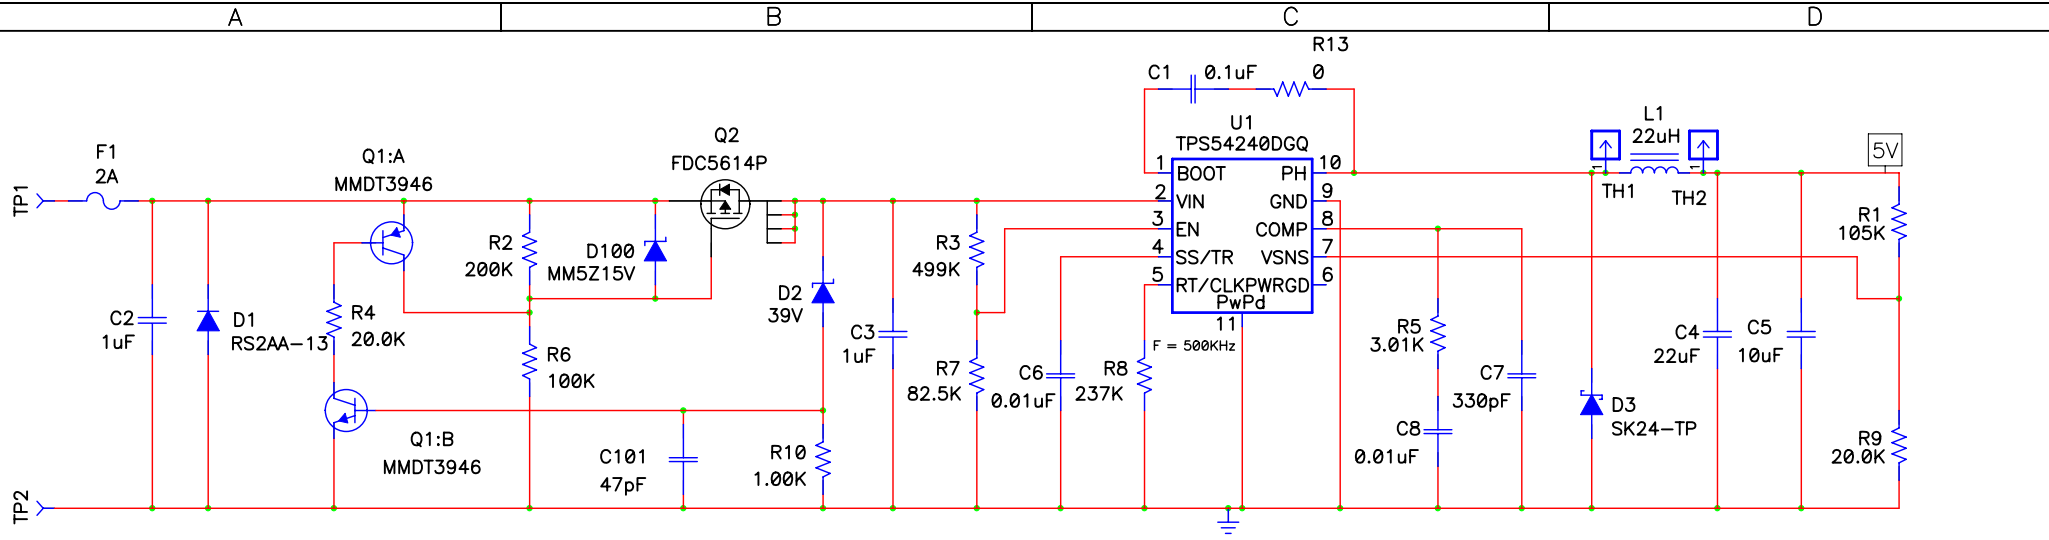 A B C D
R13
C1 0.1uF 0
U1
TPS54240DGQ
L1
22uH
5V
F1
2A
Q1:A
MMDT3946
Q2
FDC5614P
TP1
1 BOOT PH 10
2 VIN GND 9
3 EN COMP 8
4 SS/TR VSNS 7
5 RT/CLK PWRGD 6
PwPd
11
F = 500KHz
1 1
TH1 TH2
R1
105K
R2
200K
D100
MM5Z15V
R3
499K
D2
39V
C2
1uF
D1
RS2AA-13
R4
20.0K
R6
100K
C3
1uF
R7
82.5K
C6
0.01uF
R8
237K
R5
3.01K
C7
330pF
C8
0.01uF
D3
SK24-TP
C4
22uF
C5
10uF
R9
20.0K
Q1:B
MMDT3946
C101
47pF
R10
1.00K
TP2